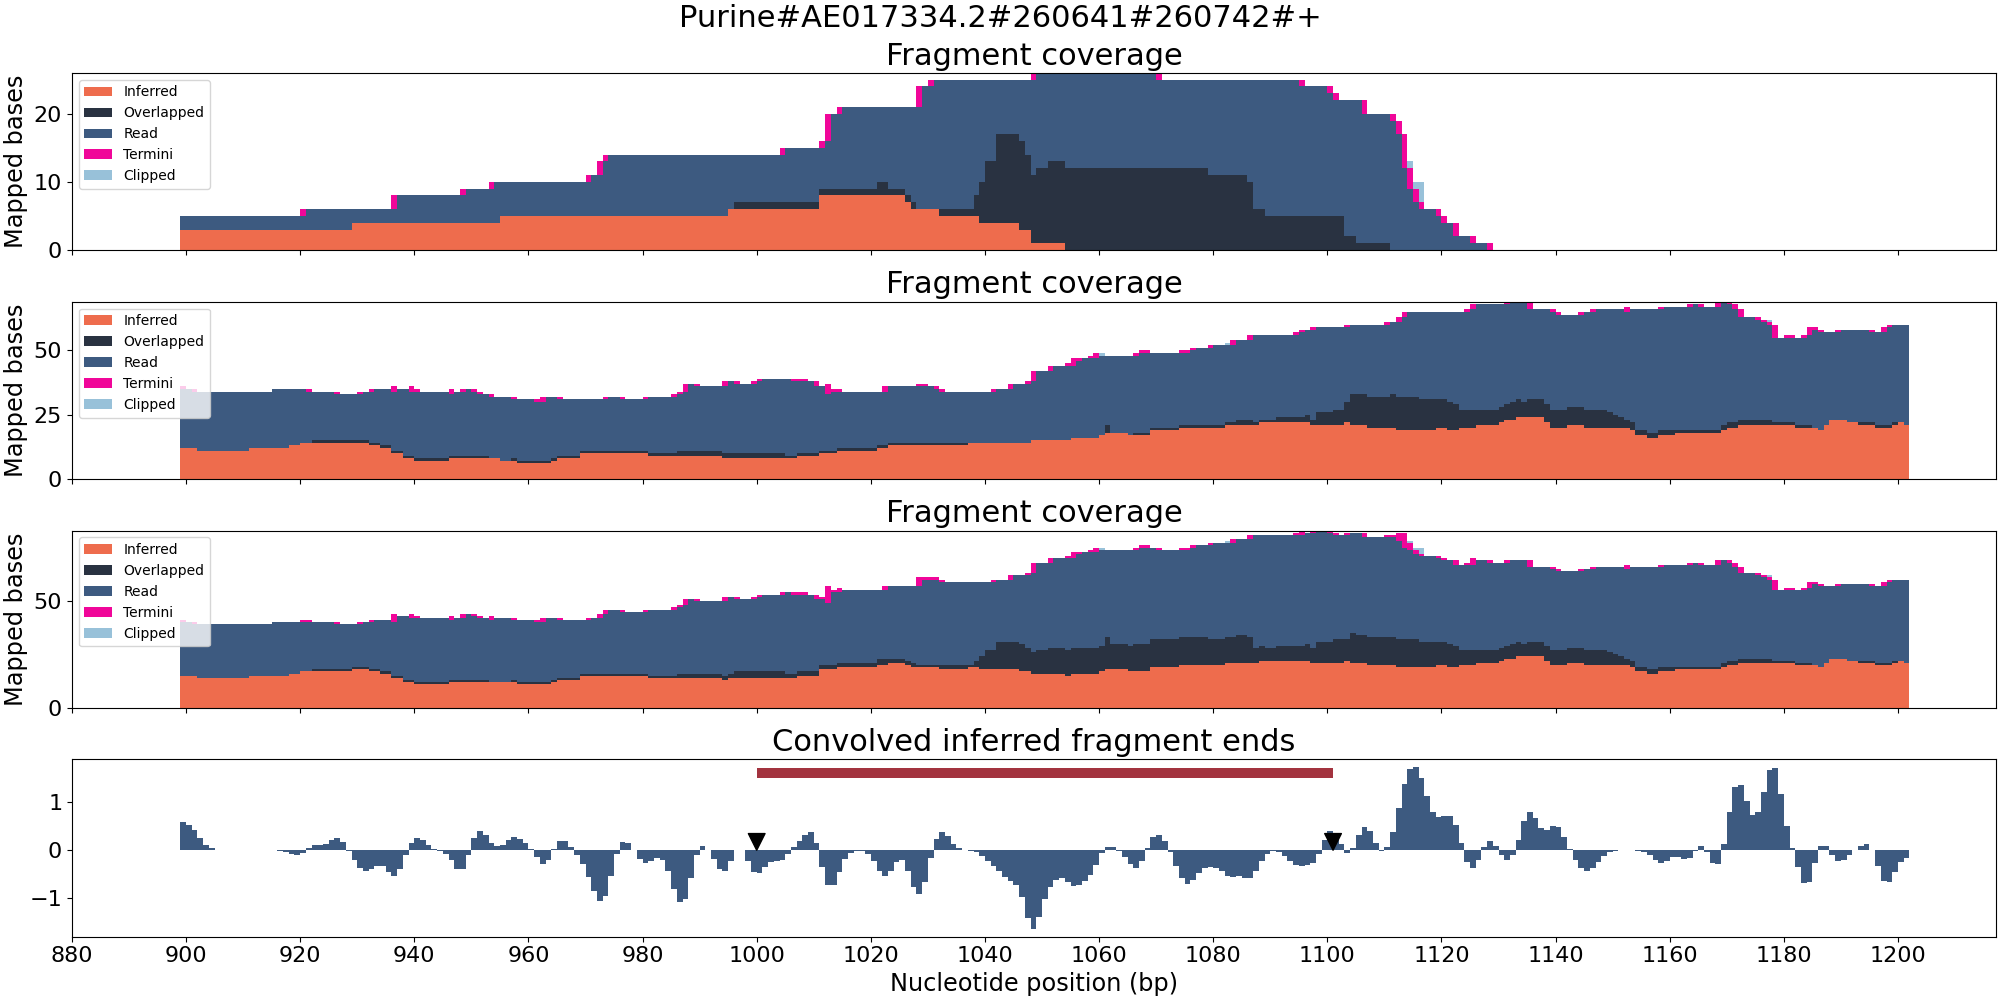 Purine#AE017334.2#260641#260742#+
Fragment coverage
Mapped bases
20
10
0
Inferred
Overlapped
Read
Termini
Clipped
Fragment coverage
Mapped bases
50
25
0
Inferred
Overlapped
Read
Termini
Clipped
Fragment coverage
Mapped bases
50
0
Inferred
Overlapped
Read
Termini
Clipped
Convolved inferred fragment ends
1
0
−1
880 900 920 940 960 980 1000 1020 1040 1060 1080 1100 1120 1140 1160 1180 1200
Nucleotide position (bp)